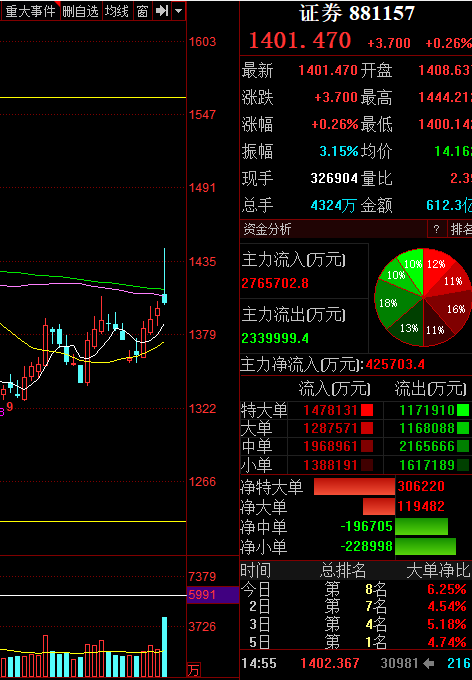 重大事件 删自选 均线 窗
证券 881157
1603
1401.470 +3.700 +0.26%
最新 1401.470 开盘 1408.637
涨跌 +3.700 最高 1444.21
1547
涨幅 +0.26% 最低 1400.14
振幅 3.15% 均价 14.16
现手 326904 量比 2.3
1491
总手 4324万 金额 612.3亿
资金分析 ? 排名
1435
主力流入(万元)
2765702.8
主力流出(万元)
2339999.4
12%
11%
16%
11%
13%
18%
10%
10%
1379
主力净流入(万元):425703.4
流入(万元) 流出(万元)
1322
9
特大单 1478131 1171910
大单 1287571 1168088
中单 1968961 2165666
小单 1388191 1617189
1266
净特大单 306220
净大单 119482
净中单 -196705
净小单 -228998
时间 总排名 大单净比
7379
今日 第 8名 6.25%
5991
2日 第 7名 4.54%
3726
3日 第 4名 5.18%
5日 第 1名 4.74%
万
14:55 1402.367 30981 216